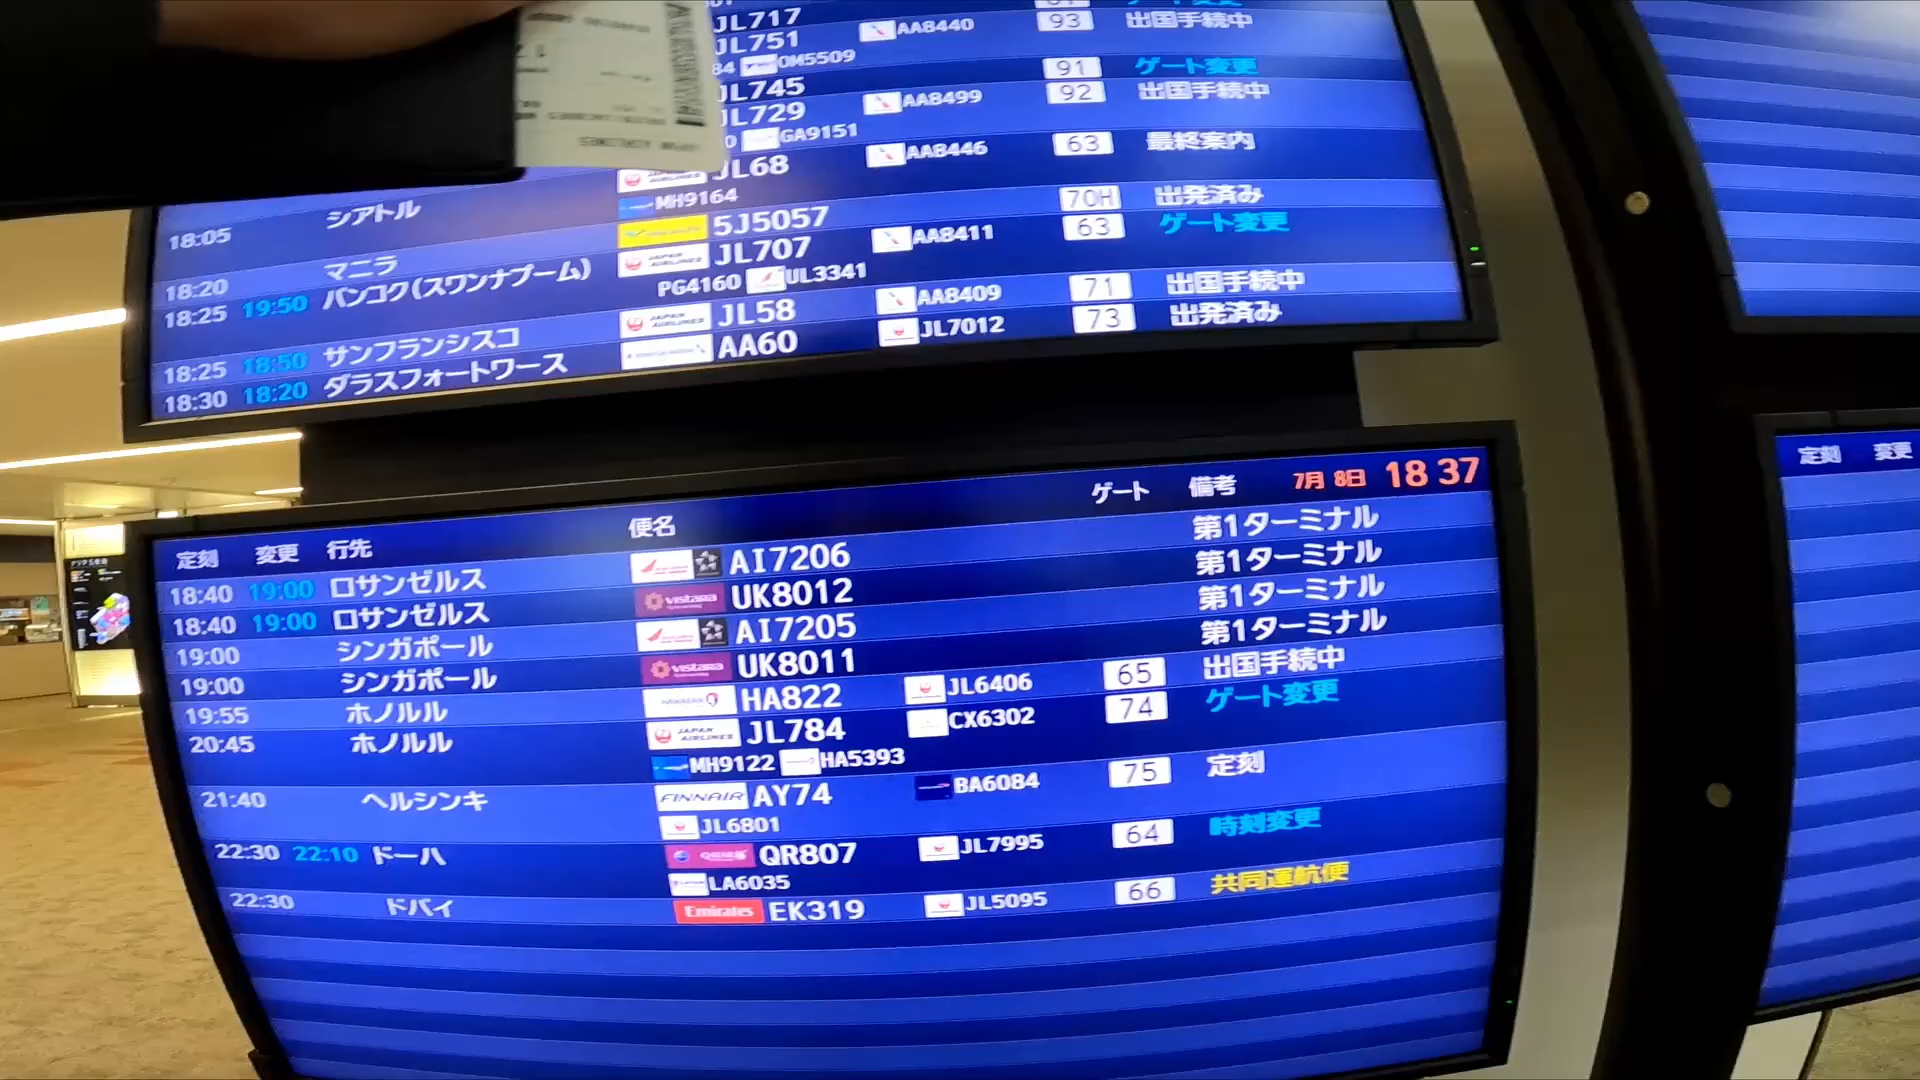 JL717
JL751 AA8440 93 出国手続中
OM5509
JL745 91 ゲート変更
JL729 AA8499 92 出国手続中
GA9151
18:05 シアトル JL68 AA8446 63 最終案内
MH9164
18:20 マニラ 5J5057 70H 出発済み
18:25 19:50 バンコク(スワンナプーム) JAPAN AIRLINES JL707 AA8411 63 ゲート変更
PG4160 UL3341
18:25 18:50 サンフランシスコ JAPAN AIRLINES JL58 AA8409 71 出国手続中
18:30 18:20 ダラスフォートワース AA60 JL7012 73 出発済み
定刻 変更 行先 便名 ゲート 備考 7月 8日 18 37
18:40 19:00 ロサンゼルス AI7206 第1ターミナル
18:40 19:00 ロサンゼルス vistara UK8012 第1ターミナル
19:00 シンガポール AI7205 第1ターミナル
19:00 シンガポール vistara UK8011 第1ターミナル
19:55 ホノルル HAWAIIAN HA822 JL6406 65 出国手続中
20:45 ホノルル JAPAN AIRLINES JL784 CX6302 74 ゲート変更
MH9122 HA5393
21:40 ヘルシンキ FINNAIR AY74 BA6084 75 定刻
JL6801
22:30 22:10 ドーハ QATAR QR807 JL7995 64 時刻変更
LA6035
22:30 ドバイ Emirates EK319 JL5095 66 共同運航便
定刻 変更